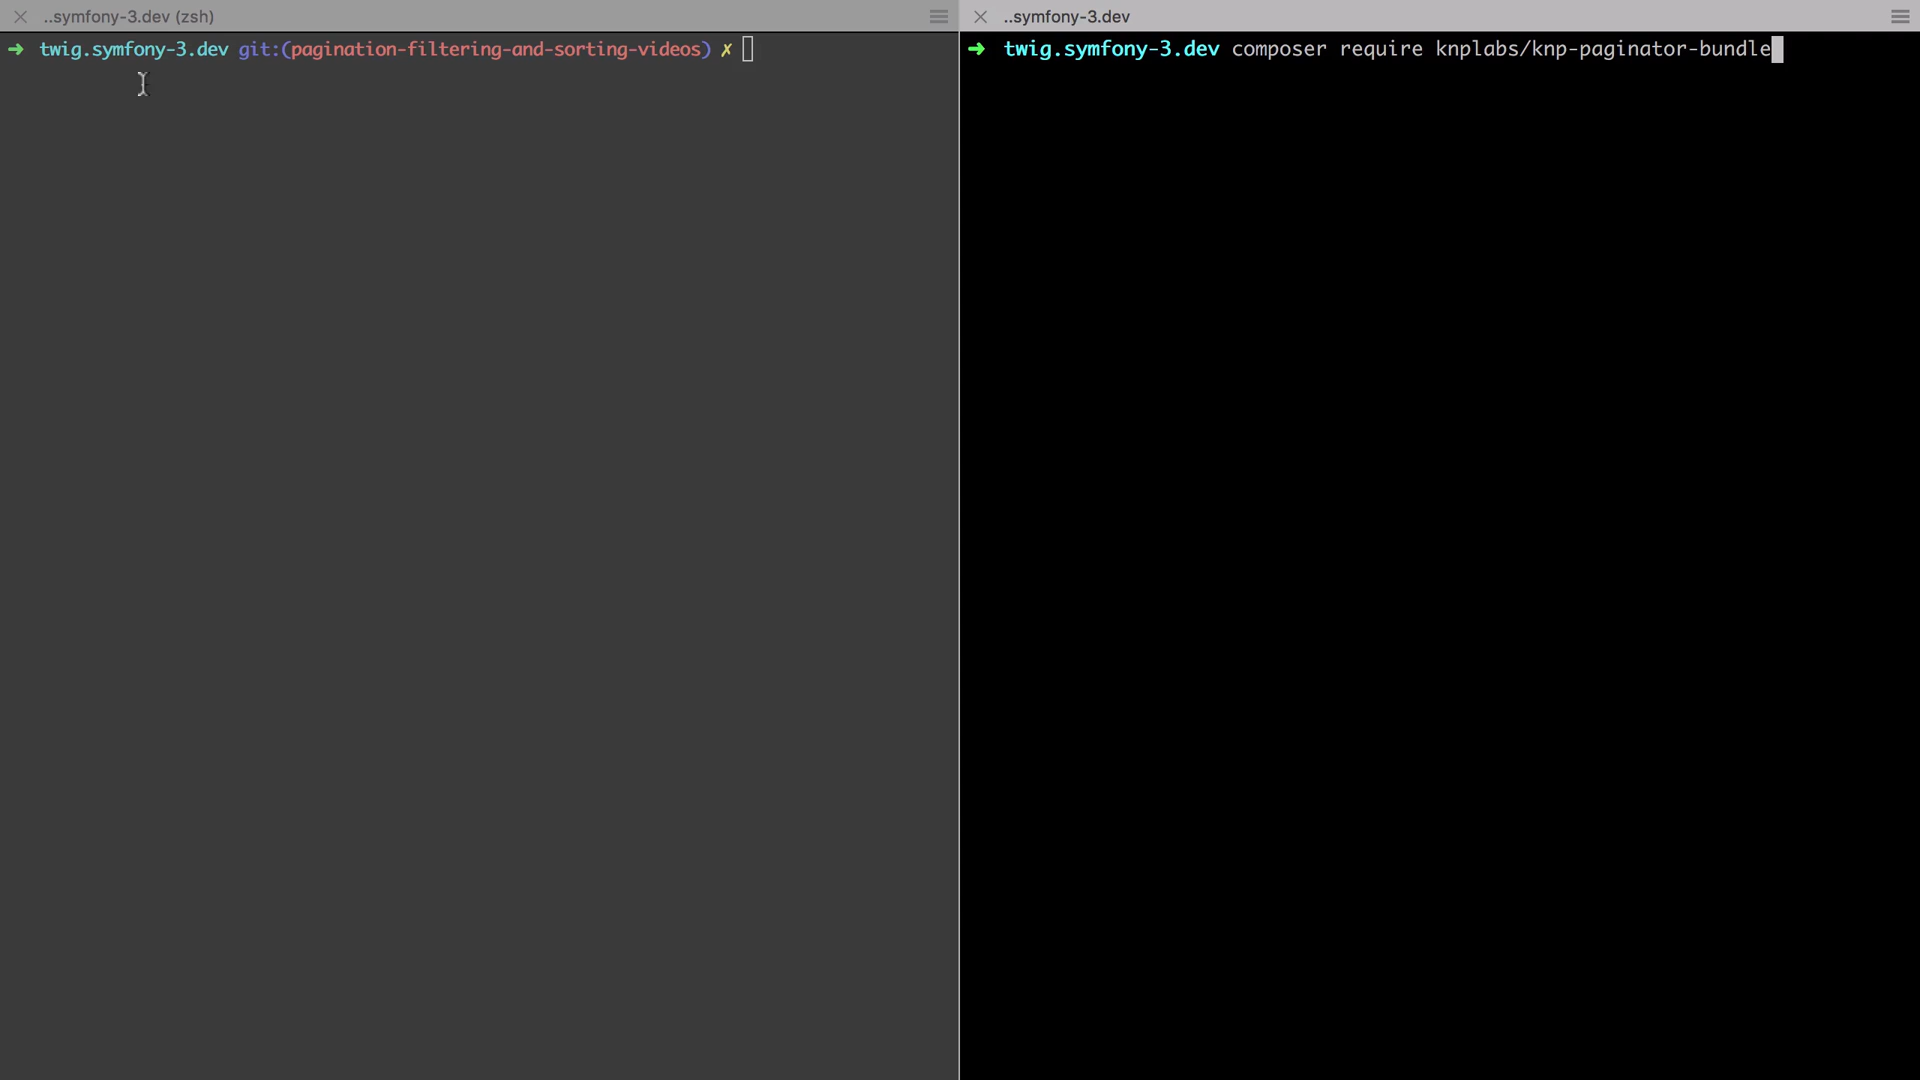 ..symfony-3.dev (zsh)
➜ twig.symfony-3.dev git:(pagination-filtering-and-sorting-videos) ✗
..symfony-3.dev
➜ twig.symfony-3.dev composer require knplabs/knp-paginator-bundle